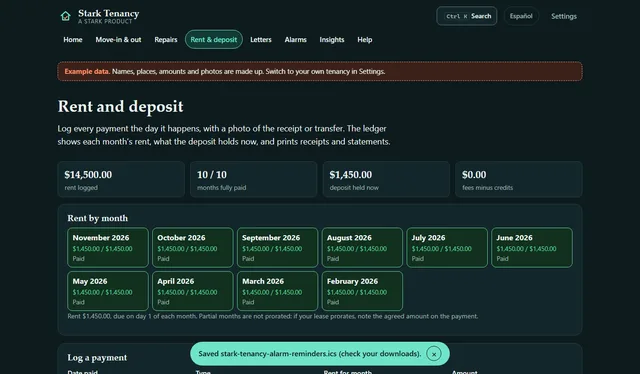 Stark Tenancy
A STARK PRODUCT
Ctrl K Search
Español
Settings
Home
Move-in & out
Repairs
Rent & deposit
Letters
Alarms
Insights
Help
Example data. Names, places, amounts and photos are made up. Switch to your own tenancy in Settings.
Rent and deposit
Log every payment the day it happens, with a photo of the receipt or transfer. The ledger
shows each month's rent, what the deposit holds now, and prints receipts and statements.
$14,500.00
rent logged
10 / 10
months fully paid
$1,450.00
deposit held now
$0.00
fees minus credits
Rent by month
November 2026
$1,450.00 / $1,450.00
Paid
October 2026
$1,450.00 / $1,450.00
Paid
September 2026
$1,450.00 / $1,450.00
Paid
August 2026
$1,450.00 / $1,450.00
Paid
July 2026
$1,450.00 / $1,450.00
Paid
June 2026
$1,450.00 / $1,450.00
Paid
May 2026
$1,450.00 / $1,450.00
Paid
April 2026
$1,450.00 / $1,450.00
Paid
March 2026
$1,450.00 / $1,450.00
Paid
February 2026
$1,450.00 / $1,450.00
Paid
Rent $1,450.00, due on day 1 of each month. Partial months are not prorated: if your lease prorates, note the agreed amount on the payment.
Log a payment
Saved stark-tenancy-alarm-reminders.ics (check your downloads).
×
Date paid
Type
Rent for month
Amount